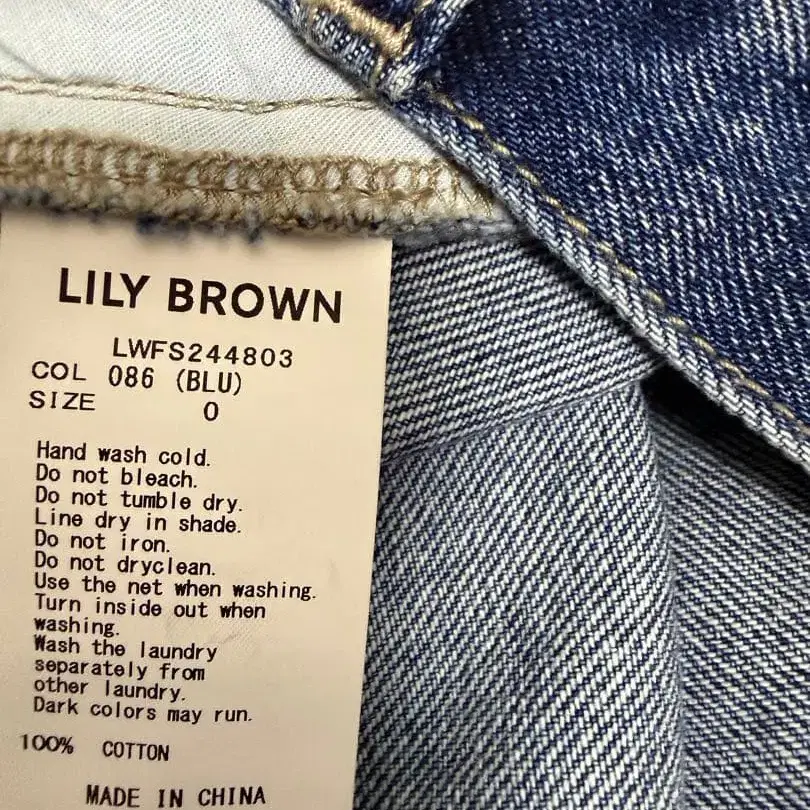 LILY BROWN
LWFS244803
COL 086 (BLU)
SIZE 0
Hand wash cold.
Do not bleach.
Do not tumble dry.
Line dry in shade.
Do not iron.
Do not dryclean.
Use the net when washing.
Turn inside out when
washing.
Wash the laundry
separately from
other laundry.
Dark colors may run.
100% COTTON
MADE IN CHINA